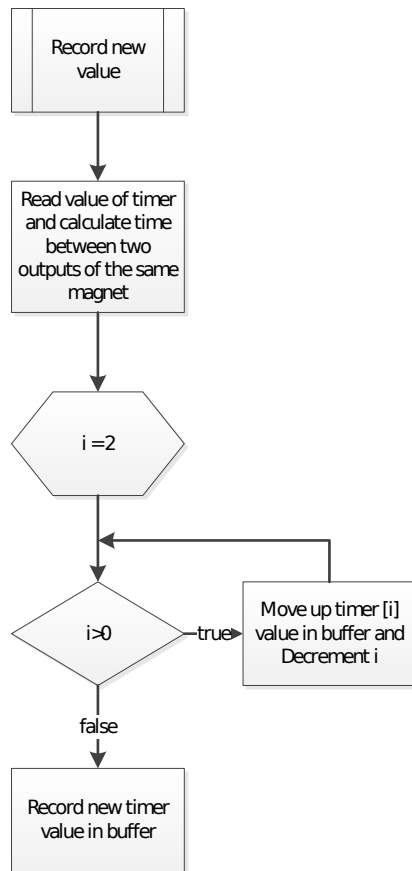 Record new
value
Read value of timer
and calculate time
between two
outputs of the same
magnet
i = 2
i>0
true
Move up timer [i]
value in buffer and
Decrement i
false
Record new timer
value in buffer